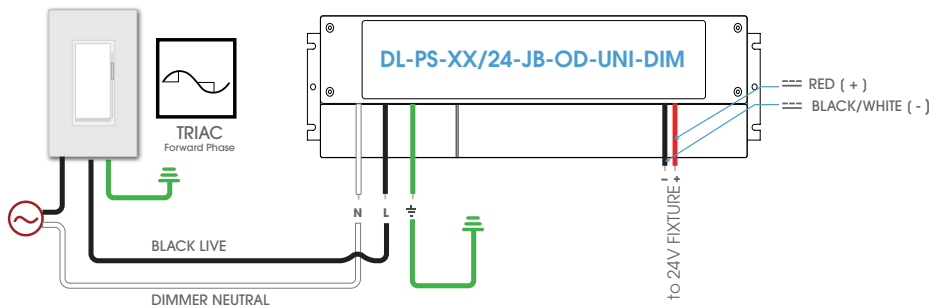 DL-PS-XX/24-JB-OD-UNI-DIM
TRIAC
Forward Phase
RED ( + )
BLACK/WHITE ( - )
N
L
- +
to 24V FIXTURE
BLACK LIVE
DIMMER NEUTRAL